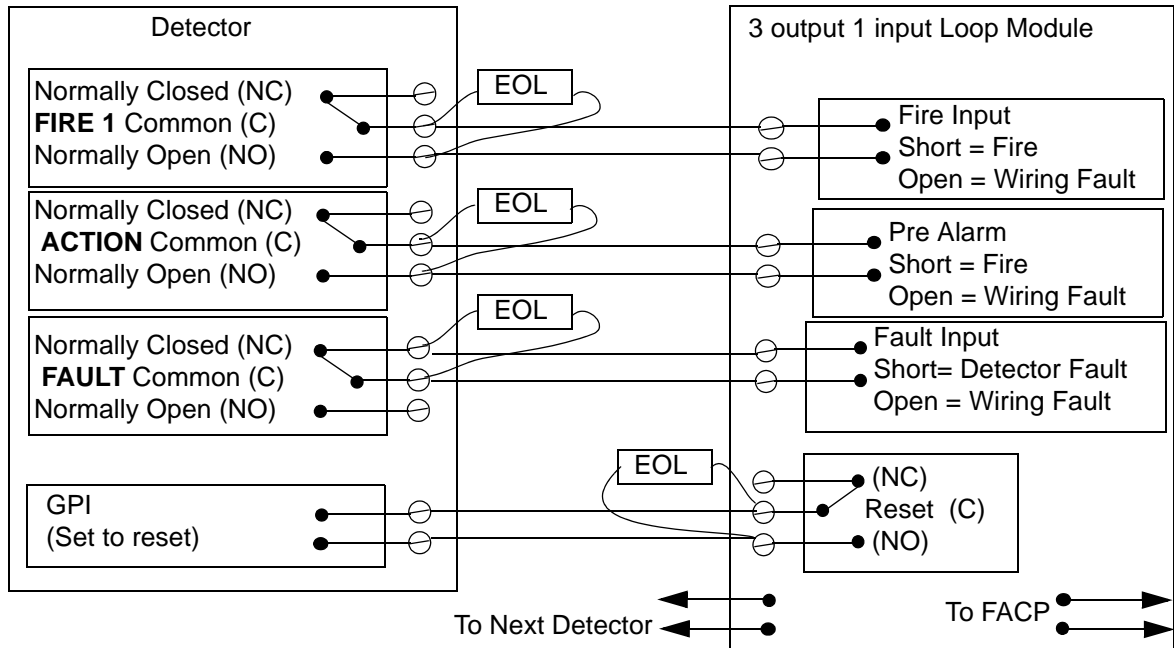 Detector
Normally Closed (NC)
FIRE 1 Common (C)
Normally Open (NO)
Normally Closed (NC)
ACTION Common (C)
Normally Open (NO)
Normally Closed (NC)
FAULT Common (C)
Normally Open (NO)
GPI
(Set to reset)
EOL
EOL
EOL
EOL
3 output 1 input Loop Module
Fire Input
Short = Fire
Open = Wiring Fault
Pre Alarm
Short = Fire
Open = Wiring Fault
Fault Input
Short= Detector Fault
Open = Wiring Fault
(NC)
Reset (C)
(NO)
To Next Detector
To FACP